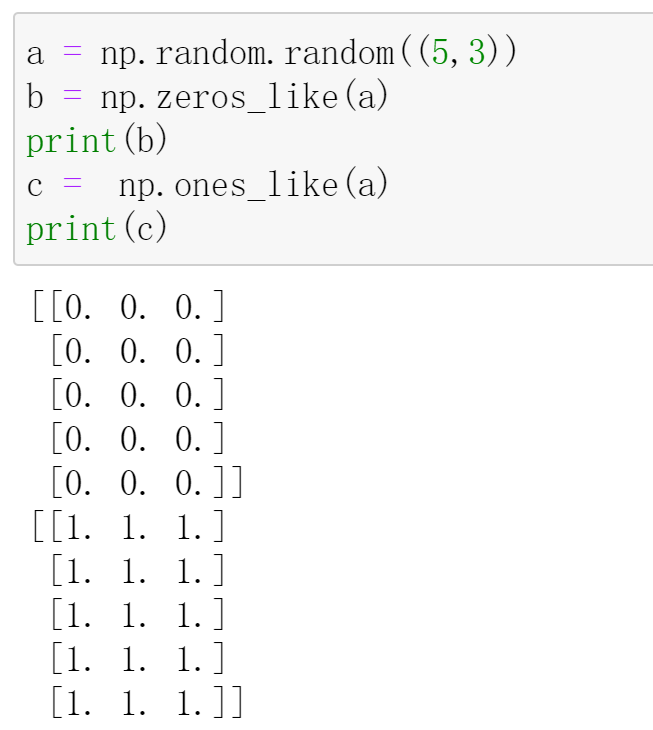 a = np.random.random((5,3))
b = np.zeros_like(a)
print(b)
c =  np.ones_like(a)
print(c)
[[0. 0. 0.]
 [0. 0. 0.]
 [0. 0. 0.]
 [0. 0. 0.]
 [0. 0. 0.]]
[[1. 1. 1.]
 [1. 1. 1.]
 [1. 1. 1.]
 [1. 1. 1.]
 [1. 1. 1.]]